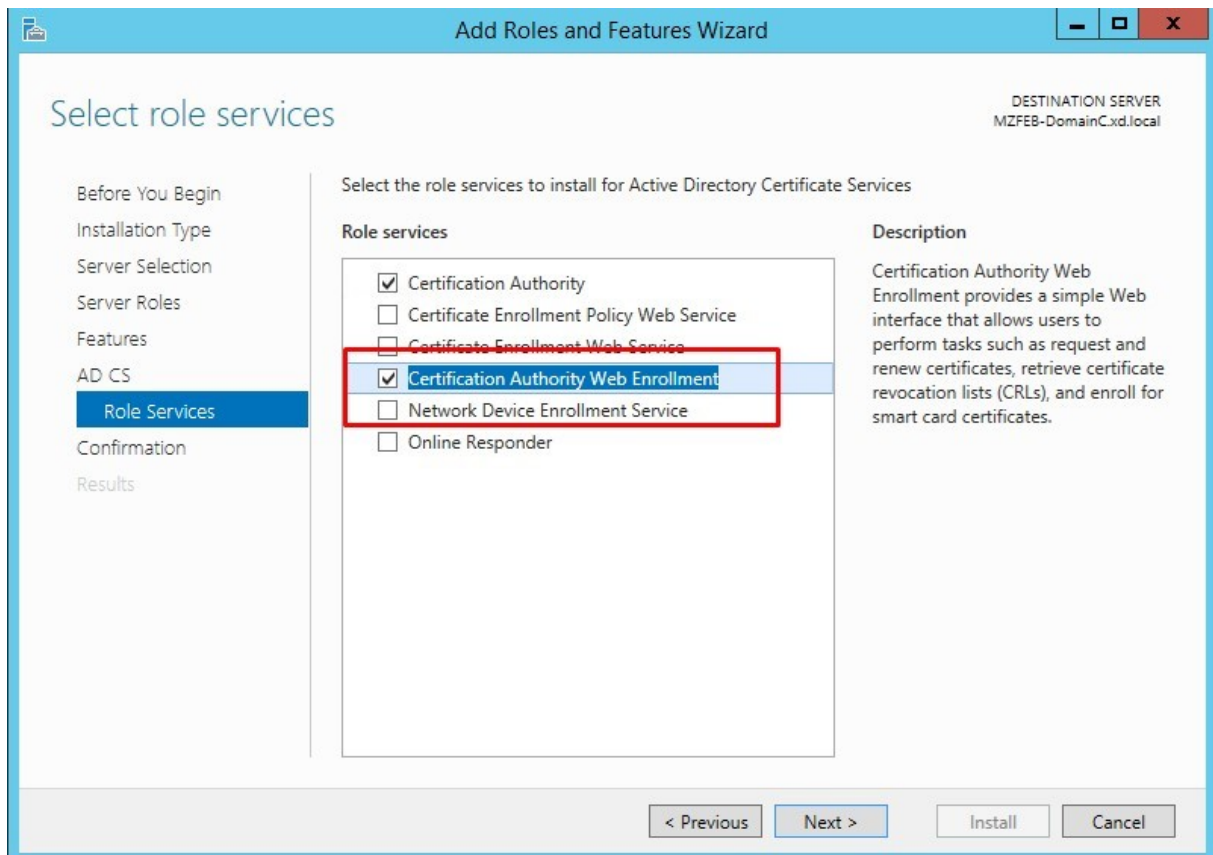 Add Roles and Features Wizard
Select role services
DESTINATION SERVER
MZFEB-DomainC.xd.local
Before You Begin
Installation Type
Server Selection
Server Roles
Features
AD CS
Role Services
Confirmation
Results
Select the role services to install for Active Directory Certificate Services
Role services
Certification Authority
Certificate Enrollment Policy Web Service
Certificate Enrollment Web Service
Certification Authority Web Enrollment
Network Device Enrollment Service
Online Responder
Description
Certification Authority Web
Enrollment provides a simple Web
interface that allows users to
perform tasks such as request and
renew certificates, retrieve certificate
revocation lists (CRLs), and enroll for
smart card certificates.
< Previous
Next >
Install
Cancel